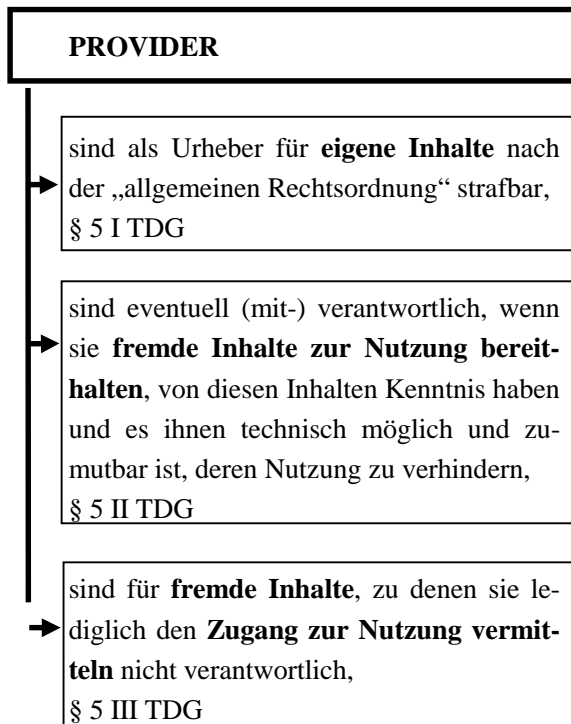 PROVIDER
sind als Urheber für eigene Inhalte nach
der „allgemeinen Rechtsordnung“ strafbar,
§ 5 I TDG
sind eventuell (mit-) verantwortlich, wenn
sie fremde Inhalte zur Nutzung bereit-
halten, von diesen Inhalten Kenntnis haben
und es ihnen technisch möglich und zu-
mutbar ist, deren Nutzung zu verhindern,
§ 5 II TDG
sind für fremde Inhalte, zu denen sie le-
diglich den Zugang zur Nutzung vermit-
teln nicht verantwortlich,
§ 5 III TDG